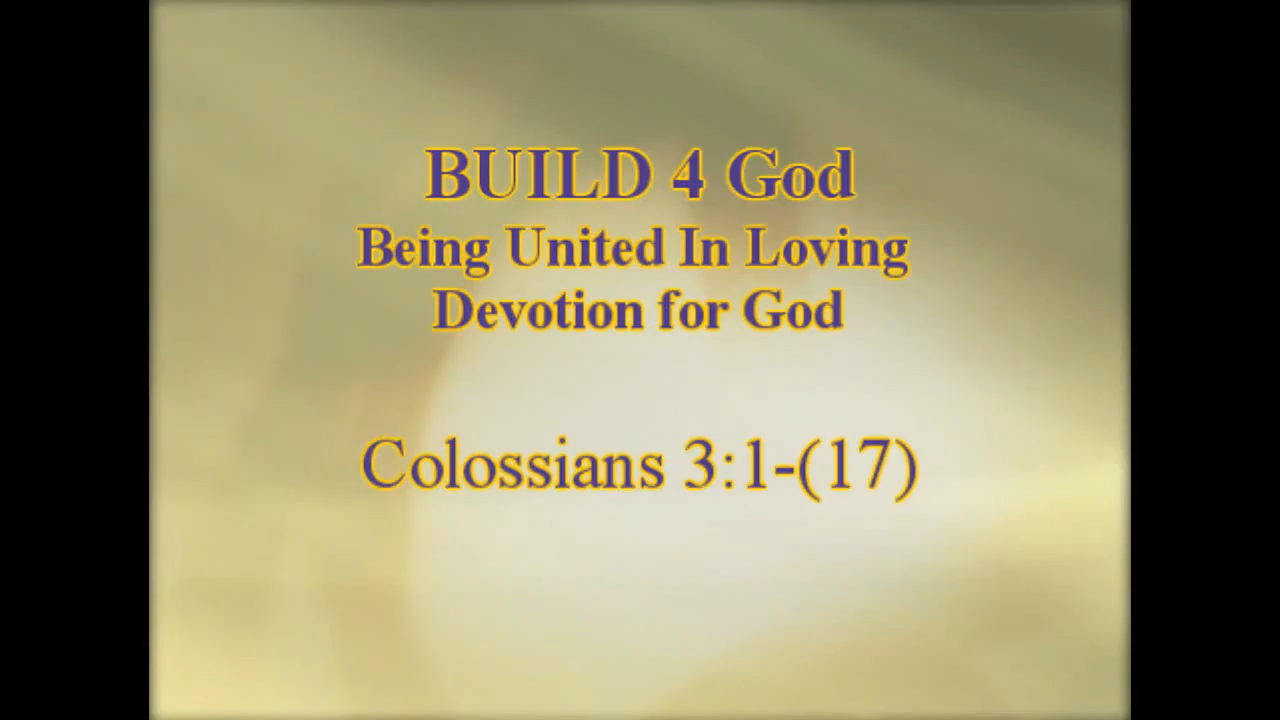 BUILD 4 God
Being United In Loving
Devotion for God
Colossians 3:1-(17)